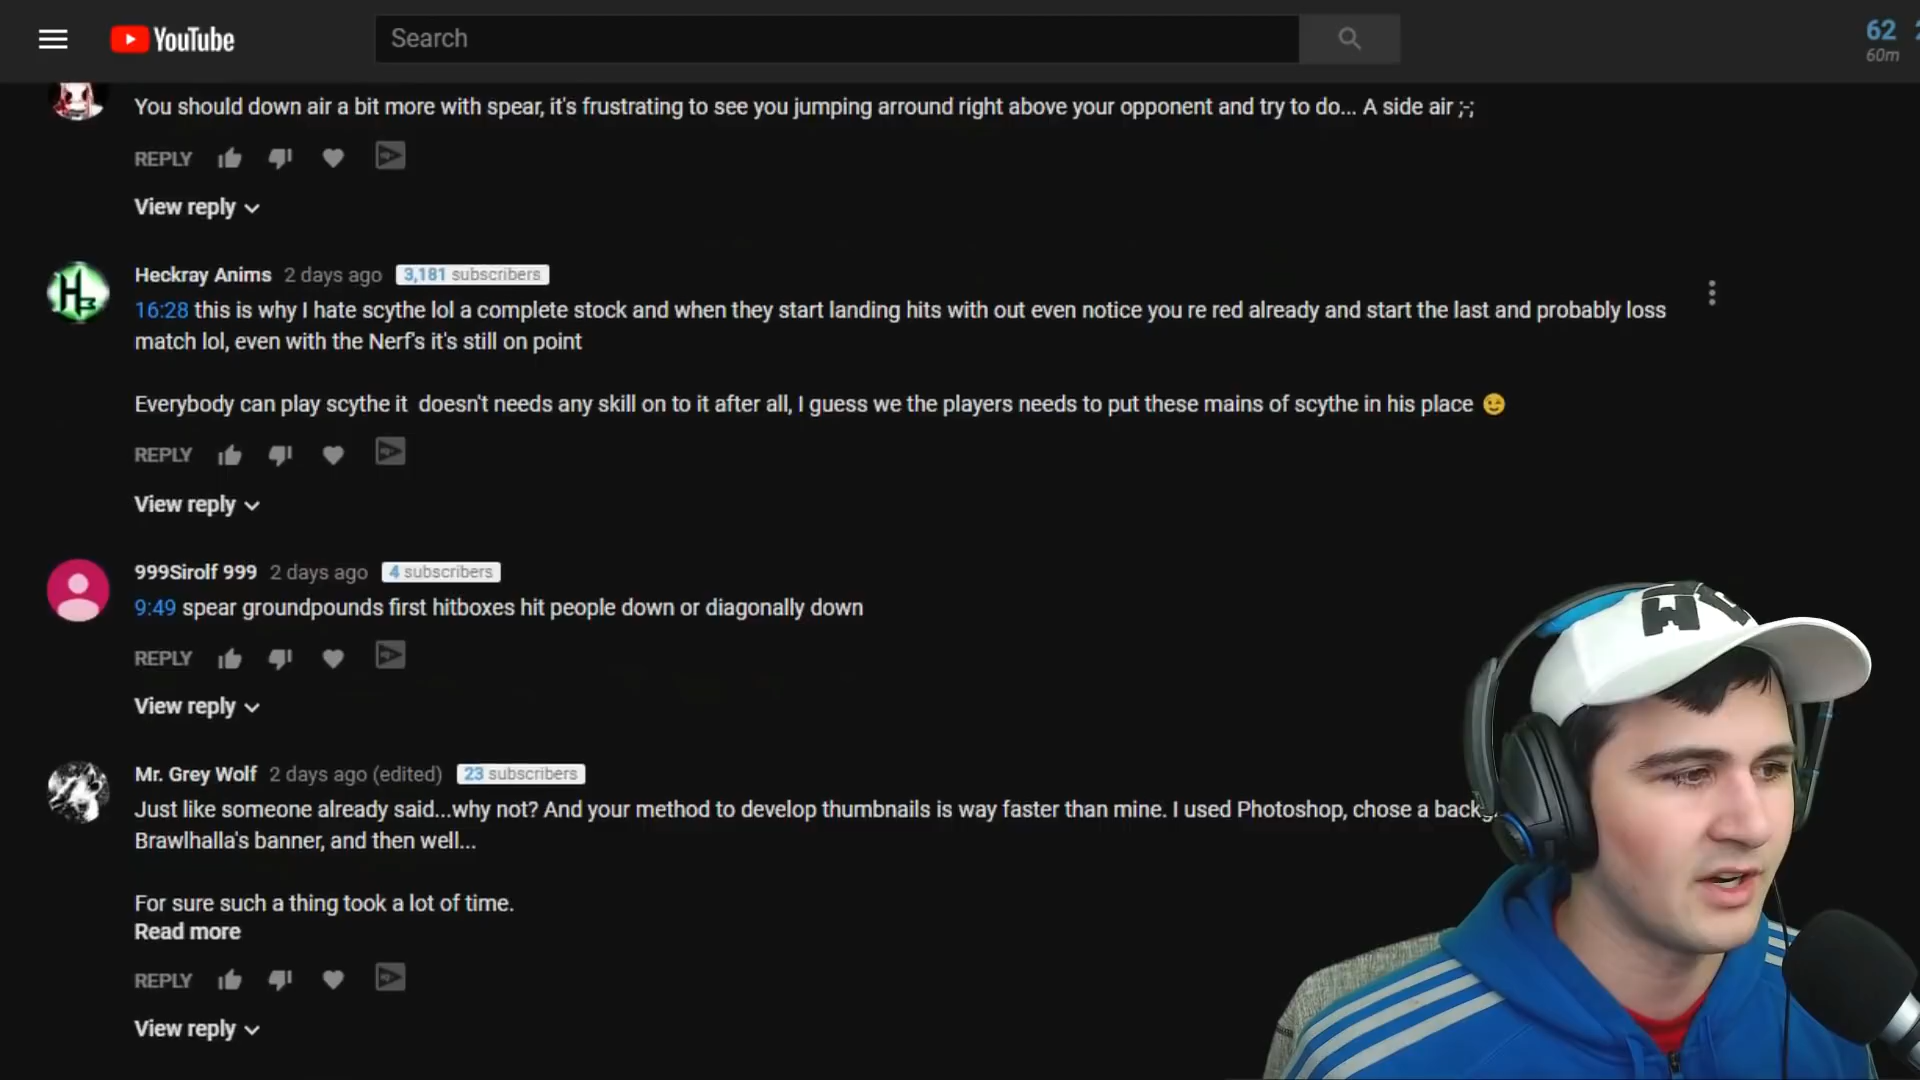 YouTube
Search
62
60m
You should down air a bit more with spear, it's frustrating to see you jumping arround right above your opponent and try to do... A side air ;-;
REPLY
View reply
Heckray Anims 2 days ago 3,181 subscribers
16:28 this is why I hate scythe lol a complete stock and when they start landing hits with out even notice you re red already and start the last and probably loss
match lol, even with the Nerf's it's still on point
Everybody can play scythe it doesn't needs any skill on to it after all, I guess we the players needs to put these mains of scythe in his place 😉
REPLY
View reply
999Sirolf 999 2 days ago 4 subscribers
9:49 spear groundpounds first hitboxes hit people down or diagonally down
REPLY
View reply
Mr. Grey Wolf 2 days ago (edited) 23 subscribers
Just like someone already said...why not? And your method to develop thumbnails is way faster than mine. I used Photoshop, chose a
Brawlhalla's banner, and then well...
For sure such a thing took a lot of time.
Read more
REPLY
View reply